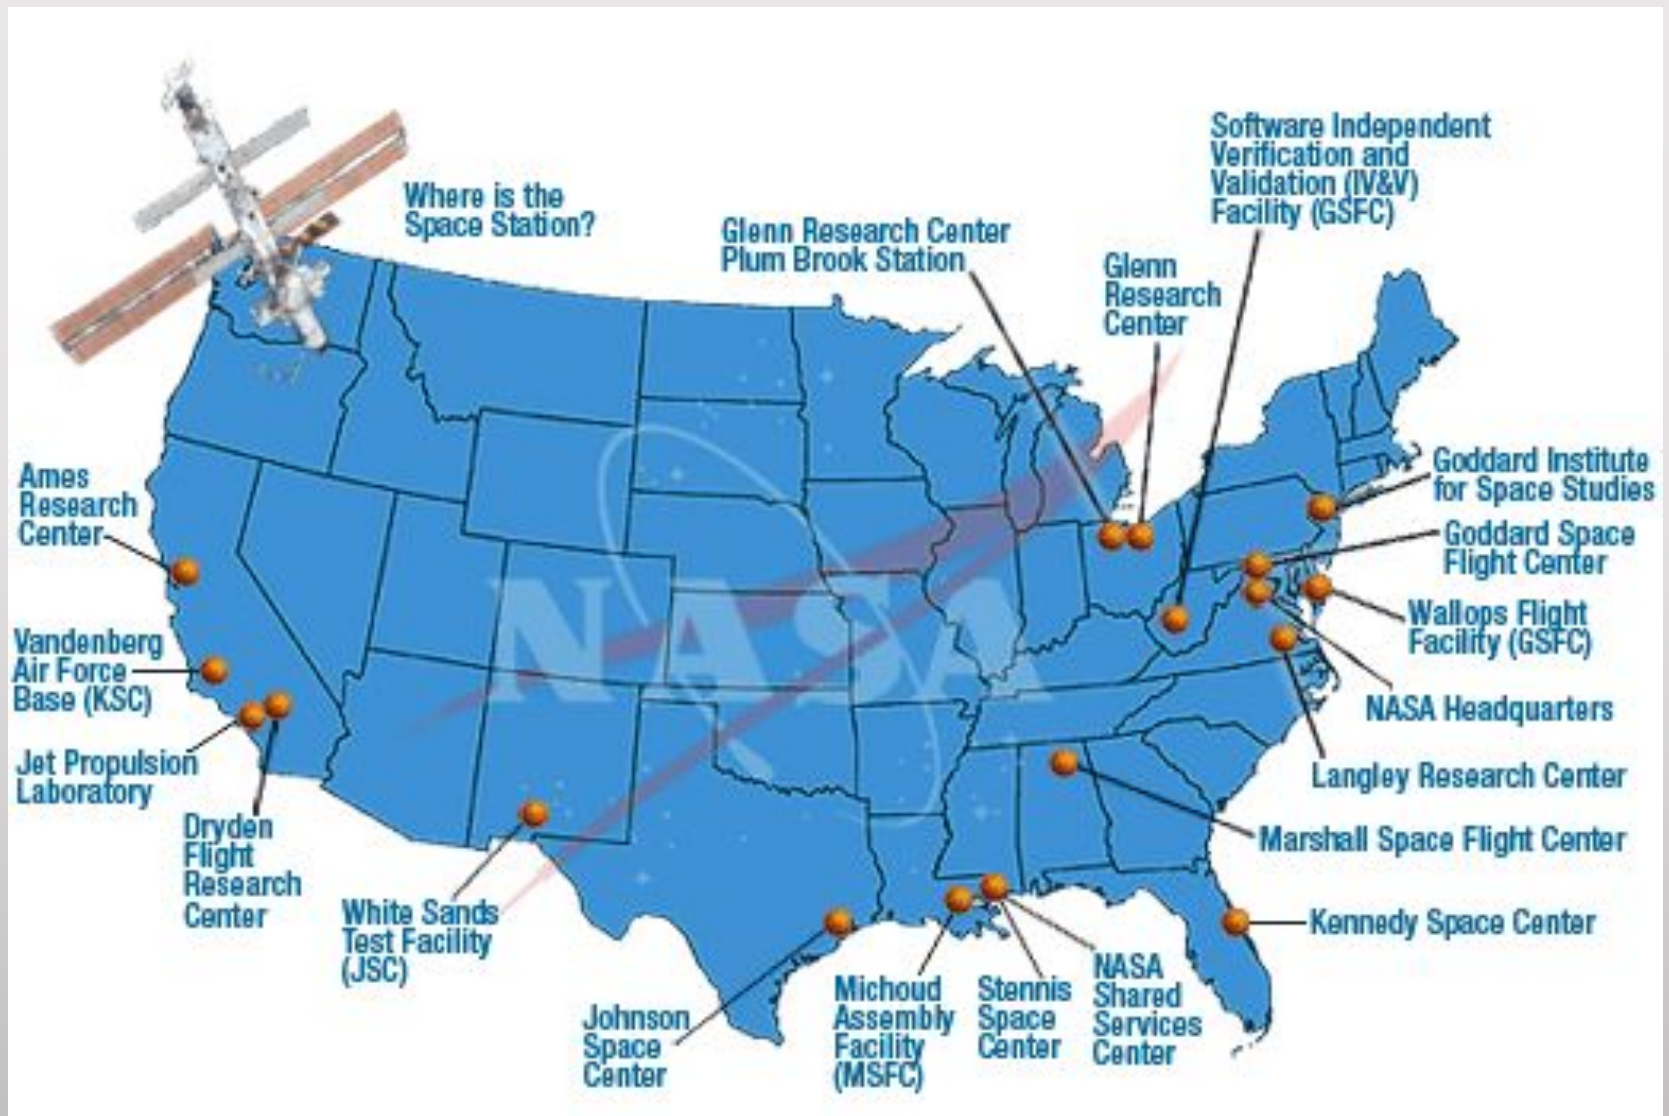 Where is the
Space Station?
Glenn Research Center
Plum Brook Station
Glenn
Research
Center
Software Independent
Verification and
Validation (IV&V)
Facility (GSFC)
Ames
Research
Center
Vandenberg
Air Force
Base (KSC)
Jet Propulsion
Laboratory
Dryden
Flight
Research
Center
White Sands
Test Facility
(JSC)
Johnson
Space
Center
Michoud
Assembly
Facility
(MSFC)
Stennis
Space
Center
NASA
Shared
Services
Center
Kennedy Space Center
Marshall Space Flight Center
Langley Research Center
NASA Headquarters
Wallops Flight
Facility (GSFC)
Goddard Space
Flight Center
Goddard Institute
for Space Studies
NASA